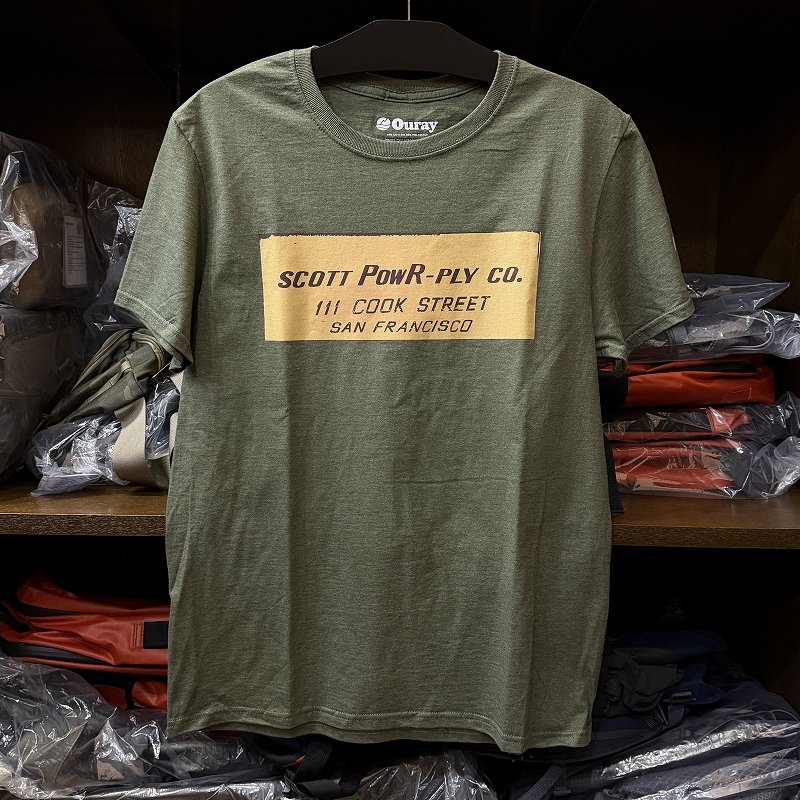 Ouray
SCOTT POWR-PLY CO.
111 COOK STREET
SAN FRANCISCO